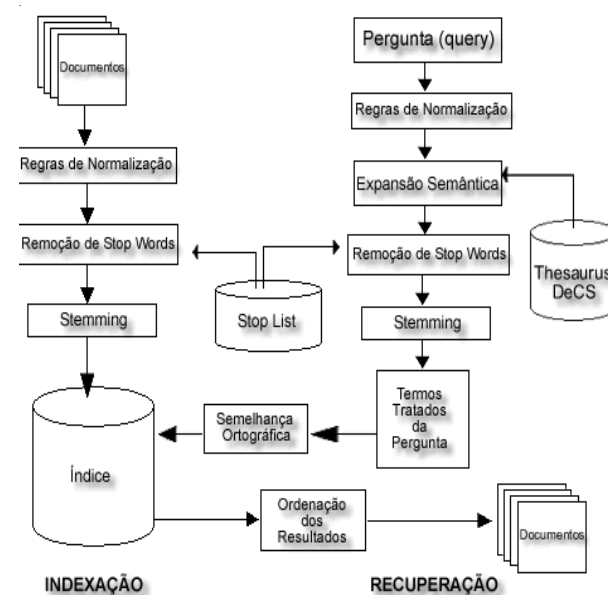 Documentos
Regras de Normalização
Remoção de Stop Words
Stemming
Índice
INDEXAÇÃO
Stop List
Pergunta (query)
Regras de Normalização
Expansão Semântica
Thesaurus
DeCS
Remoção de Stop Words
Stemming
Termos
Tratados
da
Pergunta
Semelhança
Ortográfica
Ordenação
dos
Resultados
Documentos
RECUPERAÇÃO